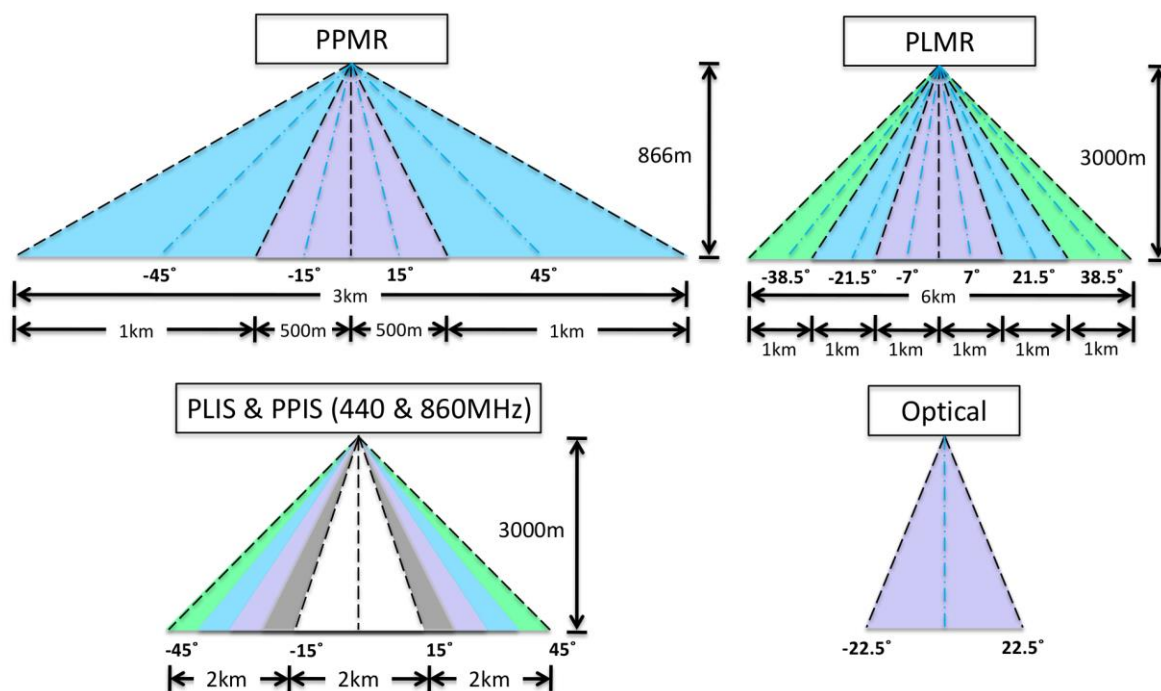 PPMR
866m
-45˚
-15˚
15˚
45˚
3km
1km
500m
500m
1km
PLMR
3000m
-38.5˚
-21.5˚
-7˚
7˚
21.5˚
38.5˚
6km
1km
1km
1km
1km
1km
1km
PLIS & PPIS (440 & 860MHz)
3000m
-45˚
-15˚
15˚
45˚
2km
2km
2km
Optical
-22.5˚
22.5˚